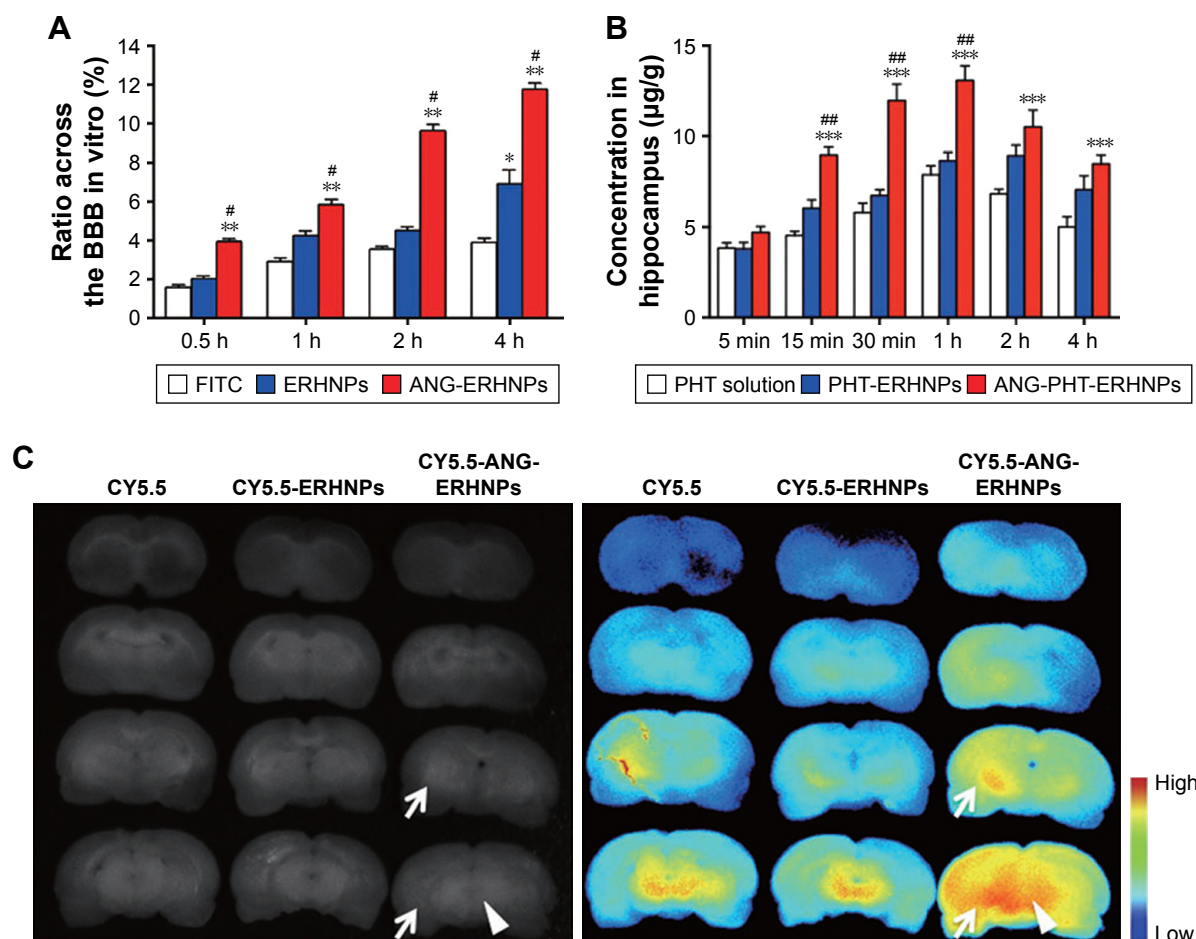 A
Ratio across
the BBB in vitro (%)
14
12
10
8
6
4
2
0
#
**
#
**
#
**
*
#
**
0.5 h 1 h 2 h 4 h
FITC ERHNPs ANG-ERHNPs
B
Concentration in
hippocampus (µg/g)
15
10
5
0
##
***
##
***
##
***
***
***
5 min 15 min 30 min 1 h 2 h 4 h
PHT solution PHT-ERHNPs ANG-PHT-ERHNPs
C
CY5.5 CY5.5-ERHNPs CY5.5-ANG-
ERHNPs
CY5.5 CY5.5-ERHNPs CY5.5-ANG-
ERHNPs
High
Low